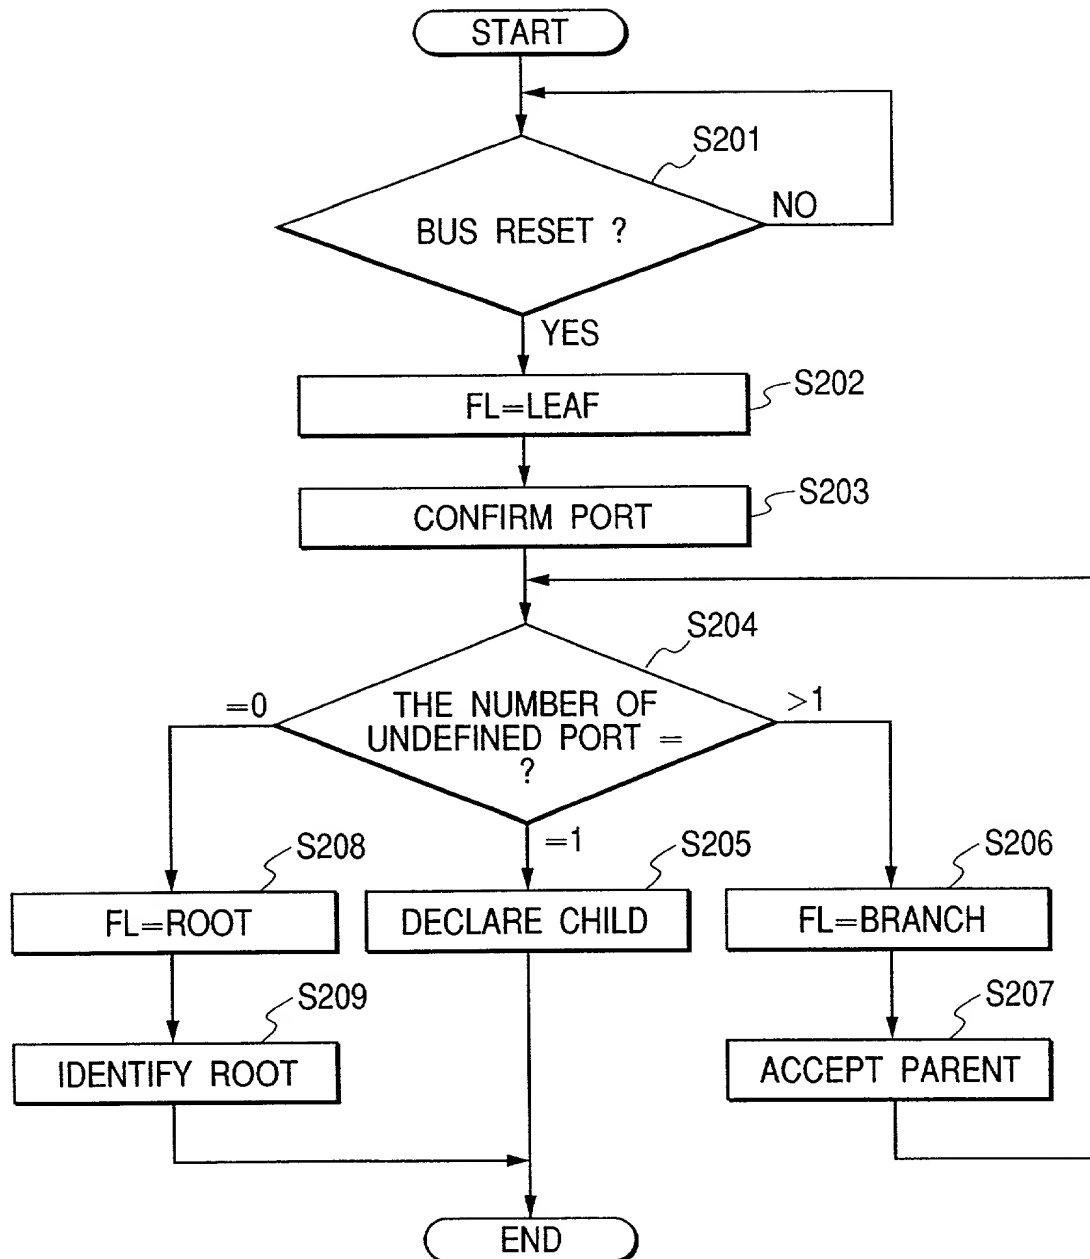 START
S201
BUS RESET ?
NO
YES
FL=LEAF
S202
CONFIRM PORT
S203
S204
=0
THE NUMBER OF
UNDEFINED PORT =
?
>1
=1
S208
S205
S206
FL=ROOT
DECLARE CHILD
FL=BRANCH
S209
S207
IDENTIFY ROOT
ACCEPT PARENT
END